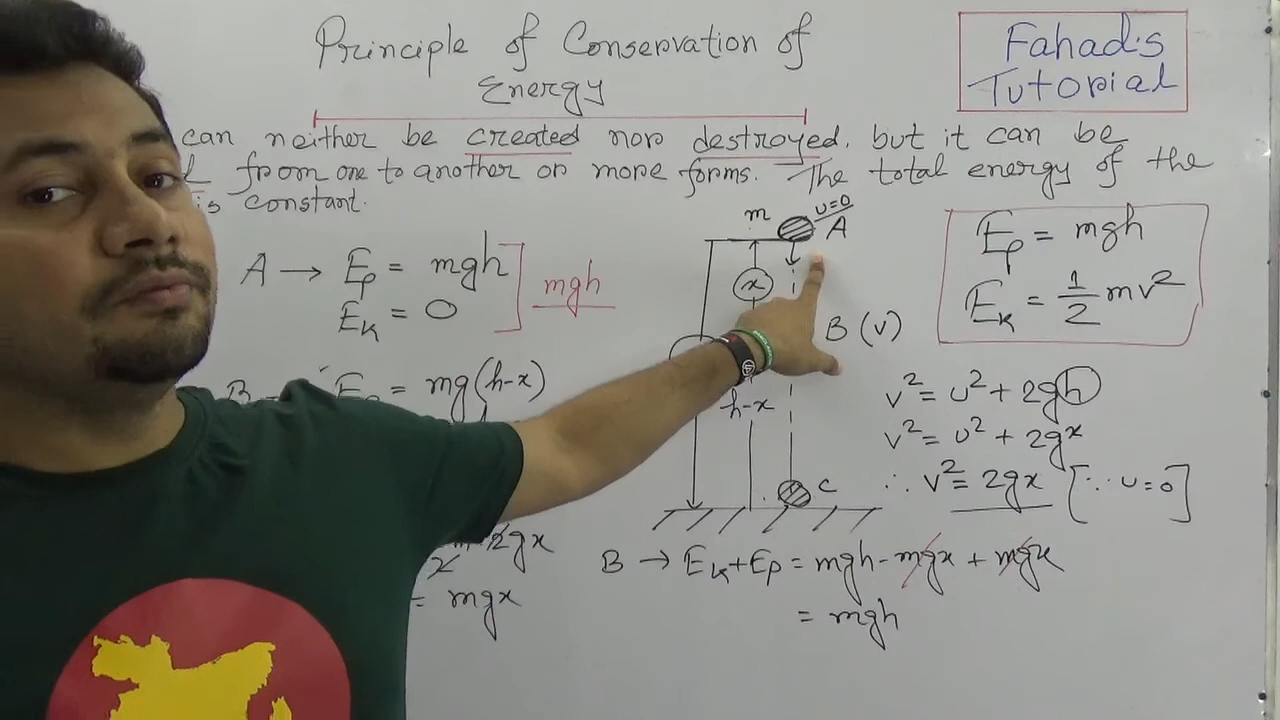 Principle of Conservation of
Energy
Fahad's
Tutorial
can neither be created nor destroyed, but it can be
from one to another or more forms. The total energy of the
is constant.
A → Ep = mgh
Ek = 0
mgh
m
u=0
A
x
B (v)
h-x
C
Ep = mgh
Ek = 1/2 mv²
= mg(h-x)
v² = u² + 2gh
v² = u² + 2gx
∴ v² = 2gx [∵ u=0]
2gx
= mgx
B → Ek+Ep = mgh - mgx + mgx
= mgh